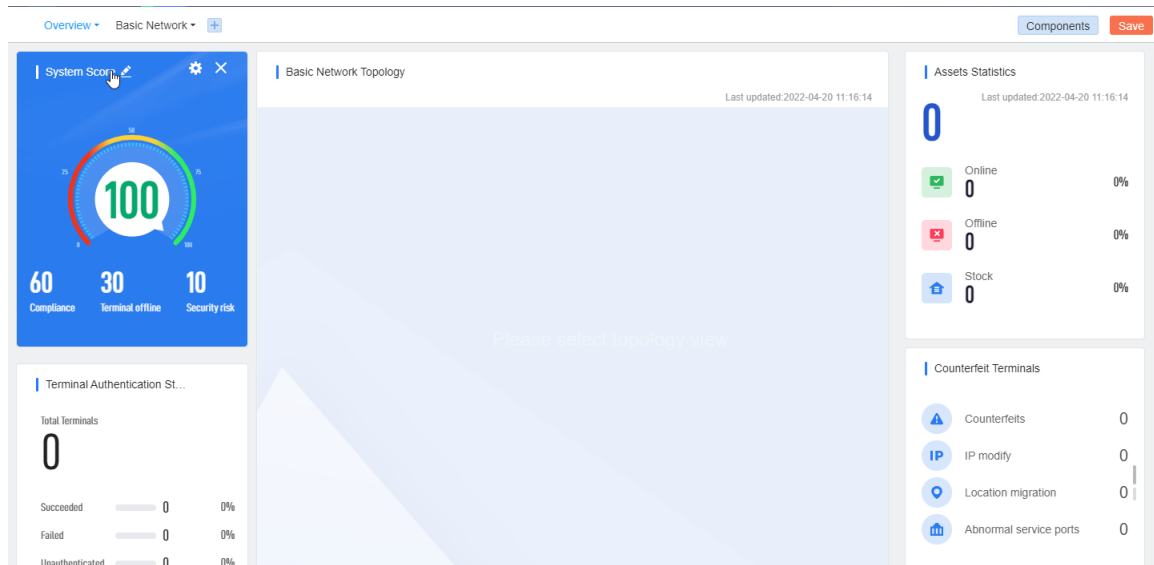 Overview Basic Network + Components Save
System Score
50
25 75
100
0 100
60 30 10
Compliance Terminal offline Security risk
Terminal Authentication St...
Total Terminals
0
Succeeded 0 0%
Failed 0 0%
Unauthenticated 0 0%
Basic Network Topology
Last updated:2022-04-20 11:16:14
Please select topology view
Assets Statistics
Last updated:2022-04-20 11:16:14
0
Online
0 0%
Offline
0 0%
Stock
0 0%
Counterfeit Terminals
Counterfeits 0
IP IP modify 0
Location migration 0
Abnormal service ports 0